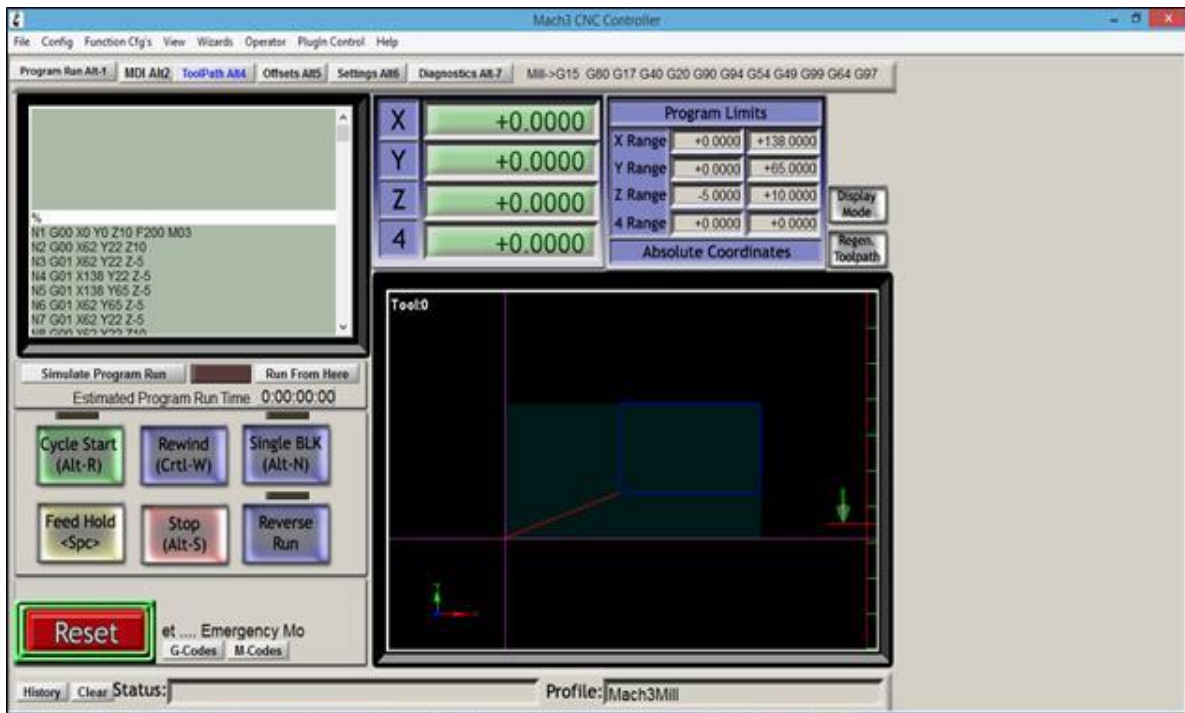 Mach3 CNC Controller
File Config Function Cfg's View Wizards Operator PlugIn Control Help
Program Run Alt-1 MDI Alt2 ToolPath Alt4 Offsets Alt5 Settings Alt6 Diagnostics Alt-7 Mill->G15 G80 G17 G40 G20 G90 G94 G54 G49 G99 G64 G97
%
N1 G00 X0 Y0 Z10 F200 M03
N2 G00 X62 Y22 Z10
N3 G01 X62 Y22 Z-5
N4 G01 X138 Y22 Z-5
N5 G01 X138 Y65 Z-5
N6 G01 X62 Y65 Z-5
N7 G01 X62 Y22 Z-5
N8 G00 X62 Y22 Z10
X +0.0000
Y +0.0000
Z +0.0000
4 +0.0000
Program Limits
X Range +0.0000 +138.0000
Y Range +0.0000 +65.0000
Z Range -5.0000 +10.0000
4 Range +0.0000 +0.0000
Absolute Coordinates
Display Mode
Regen. Toolpath
Tool:0
Simulate Program Run Run From Here
Estimated Program Run Time 0:00:00:00
Cycle Start (Alt-R)
Rewind (Crtl-W)
Single BLK (Alt-N)
Feed Hold <Spc>
Stop (Alt-S)
Reverse Run
Reset
et .... Emergency Mo
G-Codes M-Codes
History Clear Status: Profile: Mach3Mill